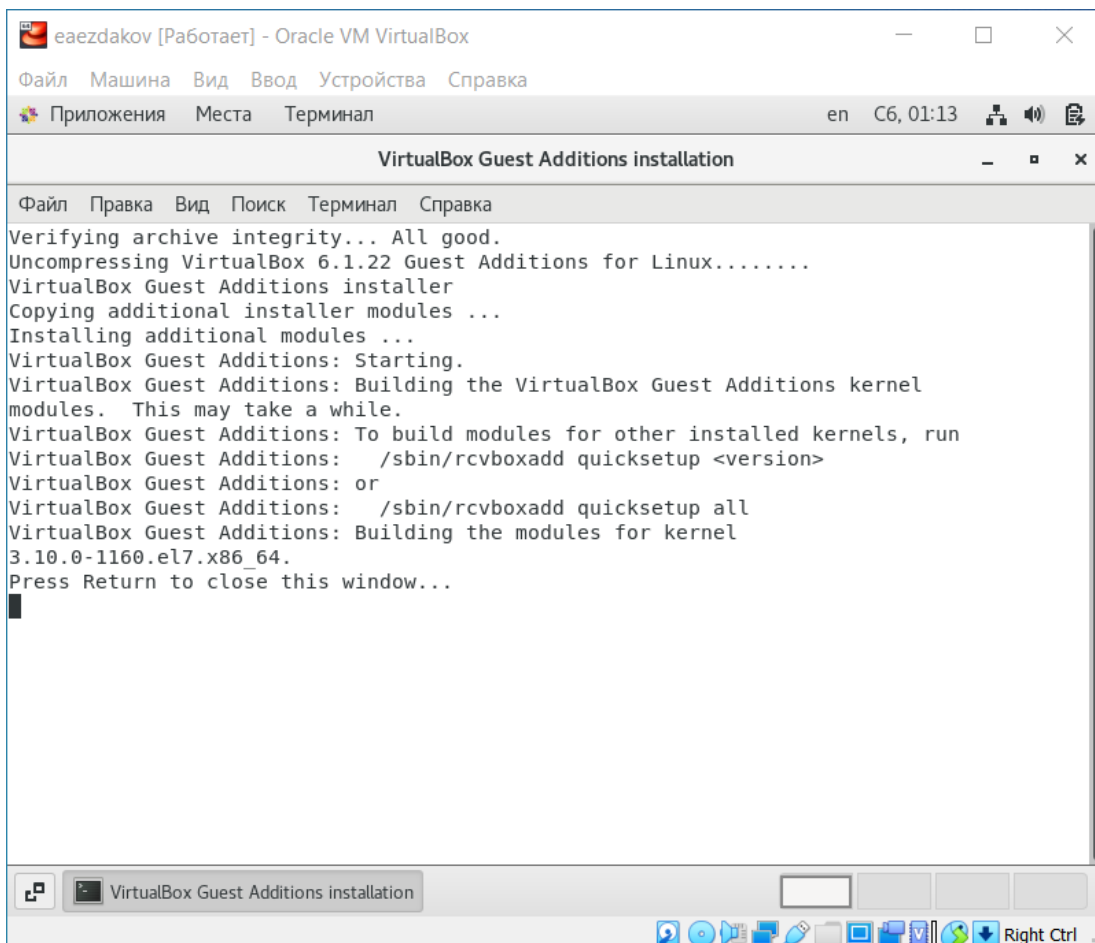 eaezdakov [Работает] - Oracle VM VirtualBox
Файл Машина Вид Ввод Устройства Справка
Приложения Места Терминал en Сб, 01:13
VirtualBox Guest Additions installation
Файл Правка Вид Поиск Терминал Справка
Verifying archive integrity... All good.
Uncompressing VirtualBox 6.1.22 Guest Additions for Linux........
VirtualBox Guest Additions installer
Copying additional installer modules ...
Installing additional modules ...
VirtualBox Guest Additions: Starting.
VirtualBox Guest Additions: Building the VirtualBox Guest Additions kernel
modules.  This may take a while.
VirtualBox Guest Additions: To build modules for other installed kernels, run
VirtualBox Guest Additions:   /sbin/rcvboxadd quicksetup <version>
VirtualBox Guest Additions: or
VirtualBox Guest Additions:   /sbin/rcvboxadd quicksetup all
VirtualBox Guest Additions: Building the modules for kernel
3.10.0-1160.el7.x86_64.
Press Return to close this window...
VirtualBox Guest Additions installation
Right Ctrl